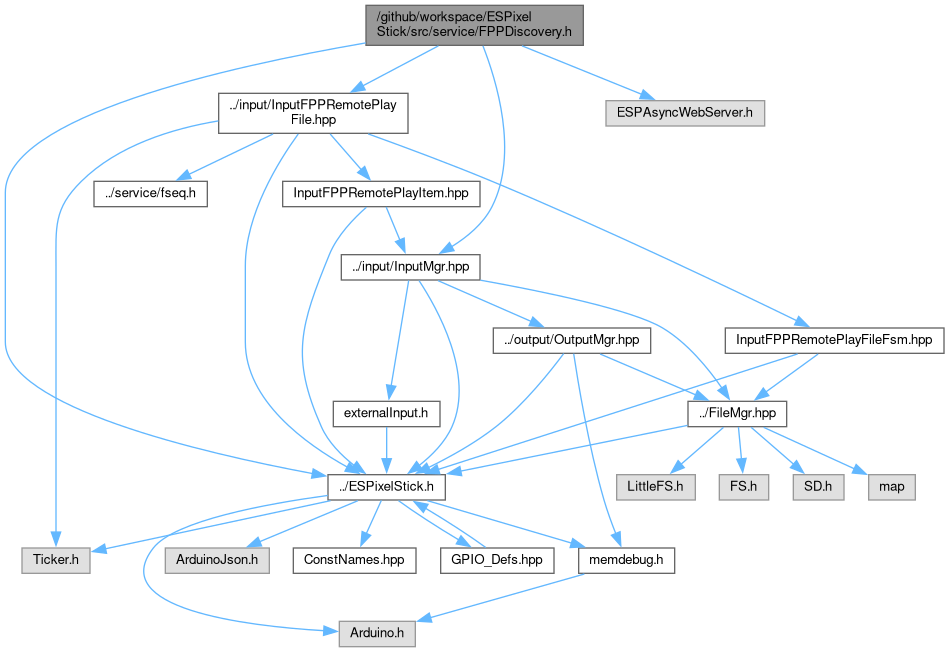 /github/workspace/ESPixel
Stick/src/service/FPPDiscovery.h
../input/InputFPPRemotePlay
File.hpp
ESPAsyncWebServer.h
../service/fseq.h
InputFPPRemotePlayItem.hpp
../input/InputMgr.hpp
../output/OutputMgr.hpp
InputFPPRemotePlayFileFsm.hpp
externalInput.h
../FileMgr.hpp
../ESPixelStick.h
LittleFS.h
FS.h
SD.h
map
Ticker.h
ArduinoJson.h
ConstNames.hpp
GPIO_Defs.hpp
memdebug.h
Arduino.h